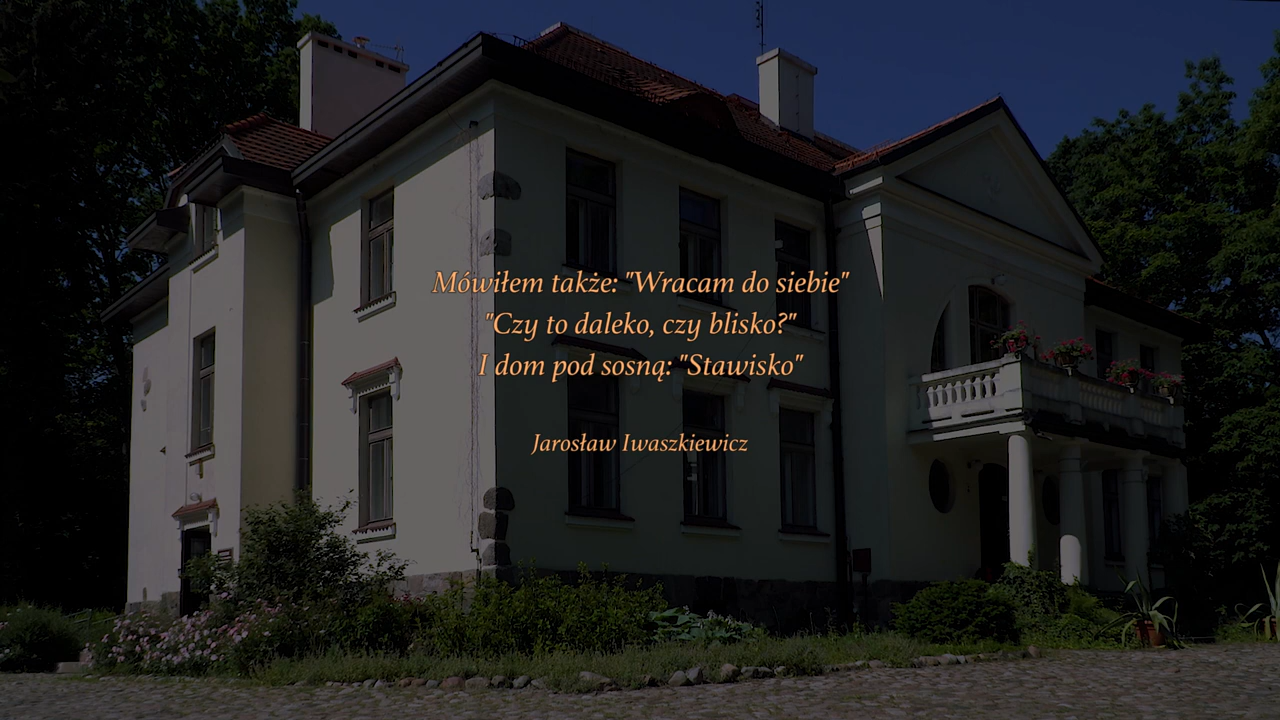 Mówiłem także: "Wracam do siebie"
"Czy to daleko, czy blisko?"
I dom pod sosną: "Stawisko"
Jarosław Iwaszkiewicz